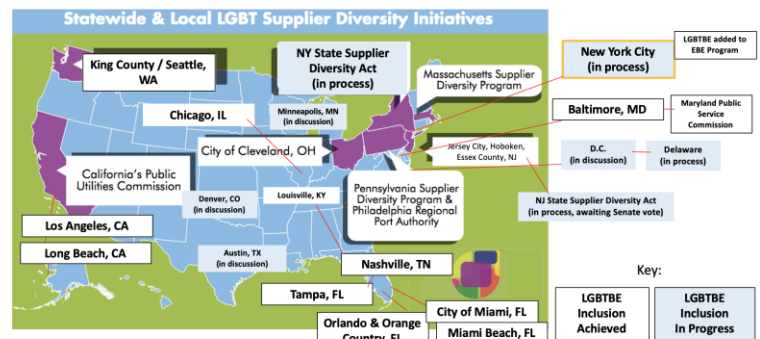 Statewide & Local LGBT Supplier Diversity Initiatives
King County / Seattle,
WA
NY State Supplier
Diversity Act
(in process)
Massachusetts Supplier
Diversity Program
New York City
(in process)
LGBTBE added to
EBE Program
Chicago, IL
Minneapolis, MN
(in discussion)
Baltimore, MD
Maryland Public
Service
Commission
City of Cleveland, OH
Jersey City, Hoboken,
Essex County, NJ
D.C.
(in discussion)
Delaware
(in process)
California's Public
Utilities Commission
Denver, CO
(in discussion)
Louisville, KY
Pennsylvania Supplier
Diversity Program &
Philadelphia Regional
Port Authority
NJ State Supplier Diversity Act
(in process, awaiting Senate vote)
Los Angeles, CA
Long Beach, CA
Austin, TX
(in discussion)
Nashville, TN
Tampa, FL
City of Miami, FL
Orlando & Orange
Country, FL
Miami Beach, FL
Key:
LGBTBE
Inclusion
Achieved
LGBTBE
Inclusion
In Progress